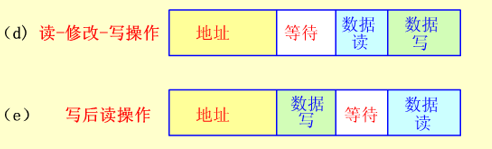 (d) 读-修改-写操作 地址 等待 数据读 数据写
(e) 写后读操作 地址 数据写 等待 数据读